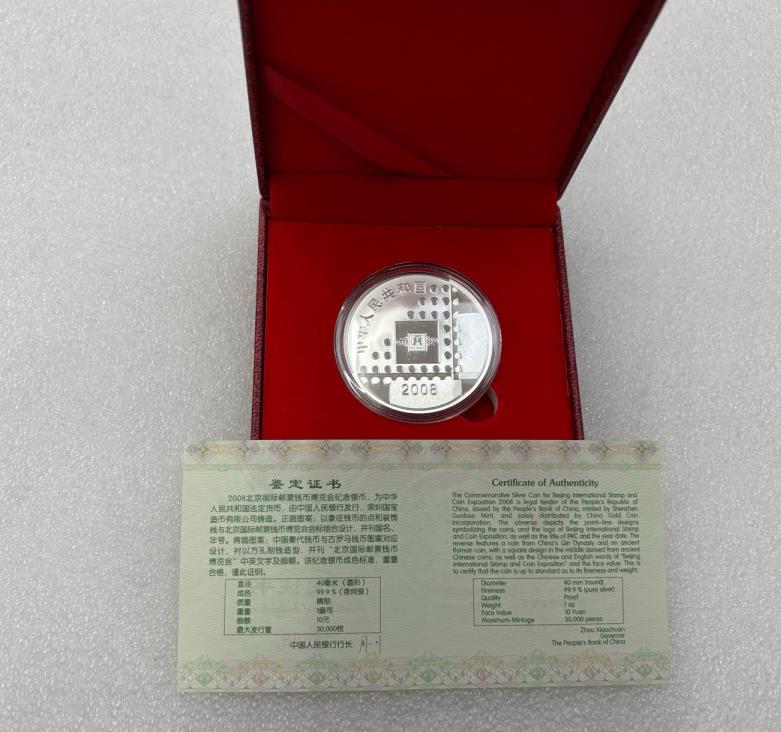 中华人民共和国
2008
鉴定证书
2008北京国际邮票钱币博览会纪念银币，为中华
人民共和国法定货币，由中国人民银行发行，深圳国宝
造币有限公司铸造。正面图案：以象征钱币的点和装饰
线与北京国际邮票钱币博览会会标组合设计，并刊国名、
年号。背面图案：中国秦代钱币与古罗马钱币图案对应
设计，衬以方孔制钱造型，并刊“北京国际邮票钱币
博览会”中英文字及面额。该纪念银币成色标准，重量
合格，谨此证明。
直径 40毫米（圆形）
成色 99.9%（含纯银）
质量 精制
重量 1盎司
面额 10元
最大发行量 30,000枚
中国人民银行行长
Certificate of Authenticity
The Commemorative Silver Coin for Beijing International Stamp and
Coin Exposition 2008 is legal tender of the People's Republic of
China, issued by the People's Bank of China, minted by Shenzhen
Guobao Mint, and solely distributed by China Gold Coin
Incorporation. The obverse depicts the point-line designs
symbolizing the coins, and the logo of Beijing International Stamp
and Coin Exposition, as well as the title of PRC and the year date. The
reverse features a coin from China's Qin Dynasty and an ancient
Roman coin, with a square design in the middle derived from ancient
Chinese coins, as well as the Chinese and English words of "Beijing
International Stamp and Coin Exposition" and the face value. This is
to certify that the coin is up to standard as to its fineness and weight.
Diameter 40 mm (round)
Fineness 99.9 % (pure silver)
Quality Proof
Weight 1 oz
Face Value 10 Yuan
Maximum Mintage 30,000 pieces
Zhou Xiaochuan
Governor
The People's Bank of China